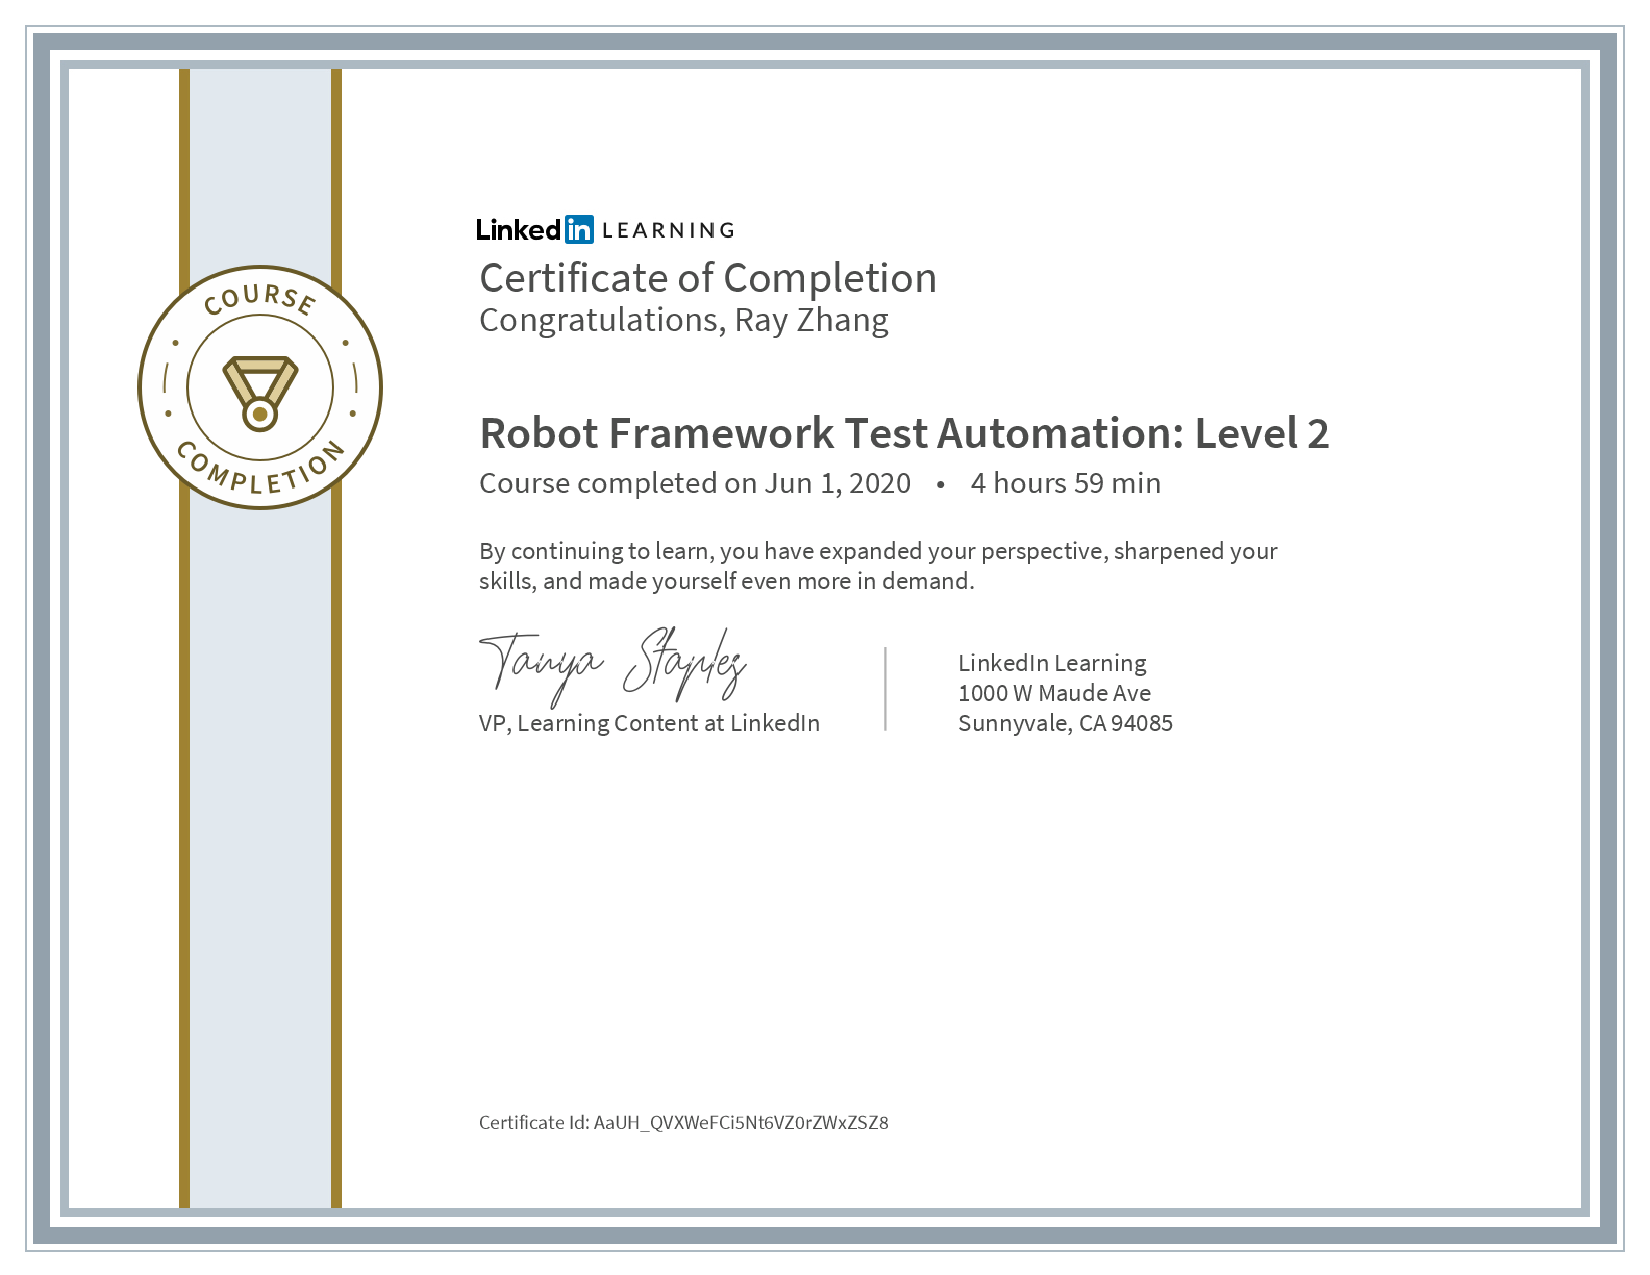 LinkedIn LEARNING
Certificate of Completion
Congratulations, Ray Zhang
COURSE
COMPLETION
Robot Framework Test Automation: Level 2
Course completed on Jun 1, 2020 • 4 hours 59 min
By continuing to learn, you have expanded your perspective, sharpened your
skills, and made yourself even more in demand.
Tanya Staples
VP, Learning Content at LinkedIn
LinkedIn Learning
1000 W Maude Ave
Sunnyvale, CA 94085
Certificate Id: AaUH_QVXWeFCi5Nt6VZ0rZWxZSZ8